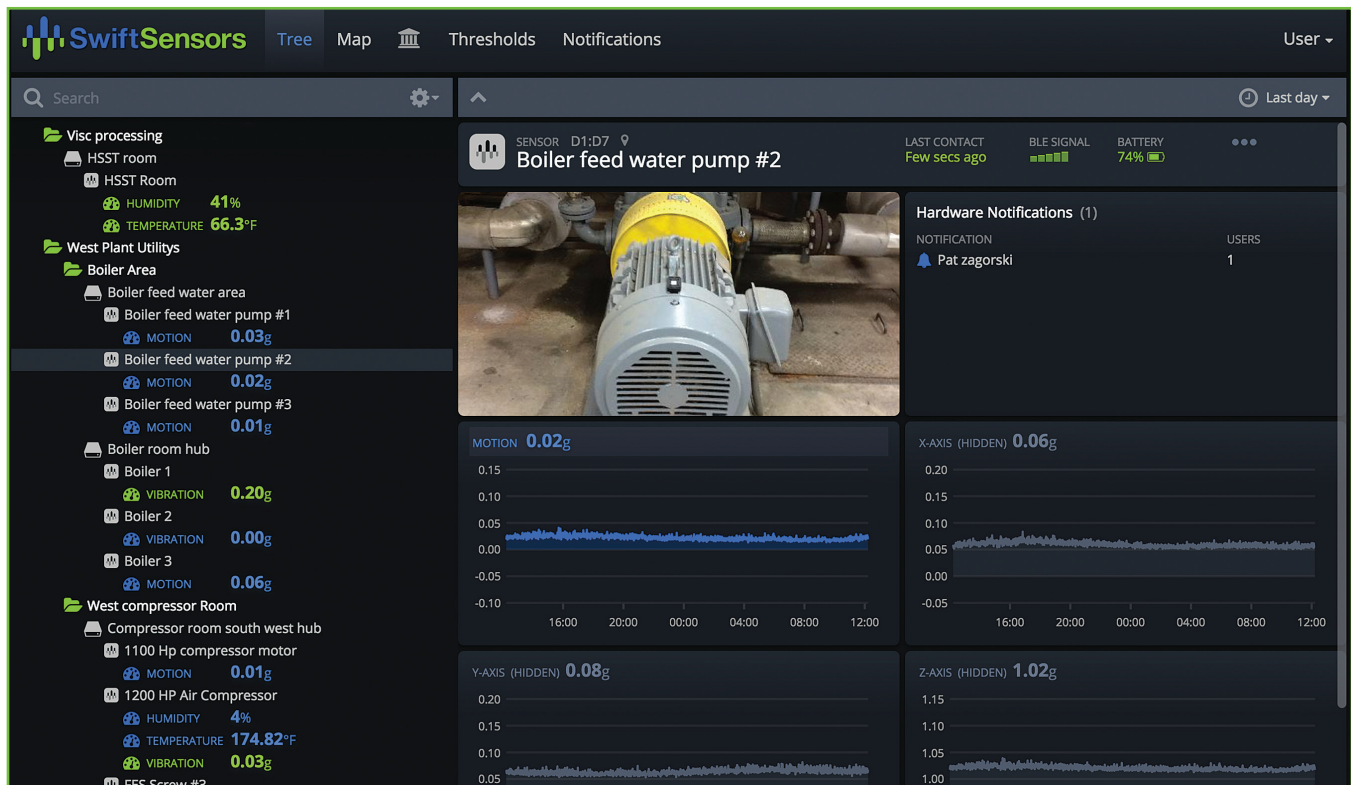 SwiftSensors Tree Map Thresholds Notifications User
Search
Last day
Visc processing
HSST room
HSST Room
HUMIDITY 41%
TEMPERATURE 66.3°F
West Plant Utilitys
Boiler Area
Boiler feed water area
Boiler feed water pump #1
MOTION 0.03g
Boiler feed water pump #2
MOTION 0.02g
Boiler feed water pump #3
MOTION 0.01g
Boiler room hub
Boiler 1
VIBRATION 0.20g
Boiler 2
VIBRATION 0.00g
Boiler 3
MOTION 0.06g
West compressor Room
Compressor room south west hub
1100 Hp compressor motor
MOTION 0.01g
1200 HP Air Compressor
HUMIDITY 4%
TEMPERATURE 174.82°F
VIBRATION 0.03g
FES Screw #3
SENSOR D1:D7
Boiler feed water pump #2
LAST CONTACT
Few secs ago
BLE SIGNAL
BATTERY
74%
Hardware Notifications (1)
NOTIFICATION USERS
Pat zagorski 1
MOTION 0.02g
0.15
0.10
0.05
0.00
-0.05
-0.10
16:00 20:00 00:00 04:00 08:00 12:00
X-AXIS (HIDDEN) 0.06g
0.20
0.15
0.10
0.05
0.00
-0.05
16:00 20:00 00:00 04:00 08:00 12:00
Y-AXIS (HIDDEN) 0.08g
0.20
0.15
0.10
0.05
Z-AXIS (HIDDEN) 1.02g
1.15
1.10
1.05
1.00